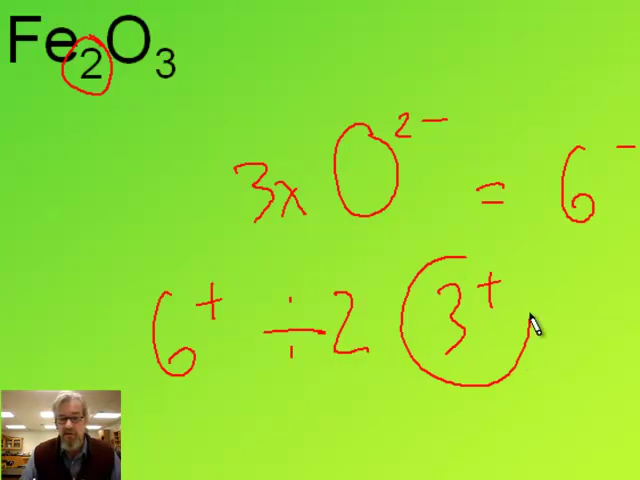 Fe₂O₃
3x O²⁻ = 6⁻
6⁺ ÷ 2 3⁺